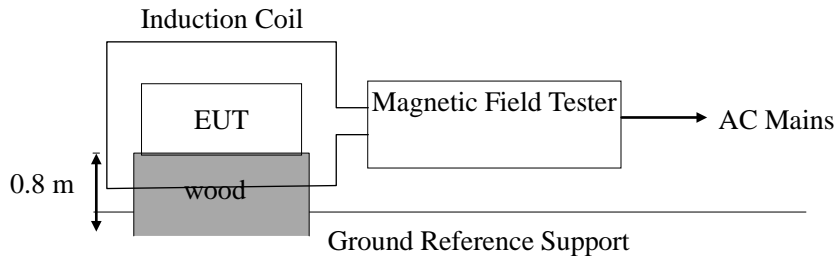 Induction Coil
EUT
Magnetic Field Tester
AC Mains
0.8 m
wood
Ground Reference Support